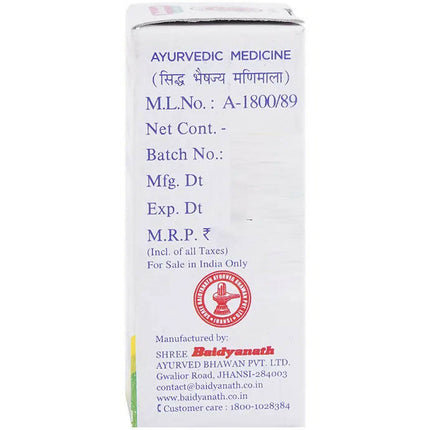 AYURVEDIC MEDICINE
(सिद्ध भैषज्य मणिमाला)
M.L.No.: A-1800/89
Net Cont. -
Batch No.:
Mfg. Dt
Exp. Dt
M.R.P. ₹
(Incl. of all Taxes)
For Sale in India Only
Manufactured by:
SHREE Baidyanath
AYURVED BHAWAN PVT. LTD.
Gwalior Road, JHANSI-284003
contact@baidyanath.co.in
www.baidyanath.co.in
Customer care : 1800-1028384